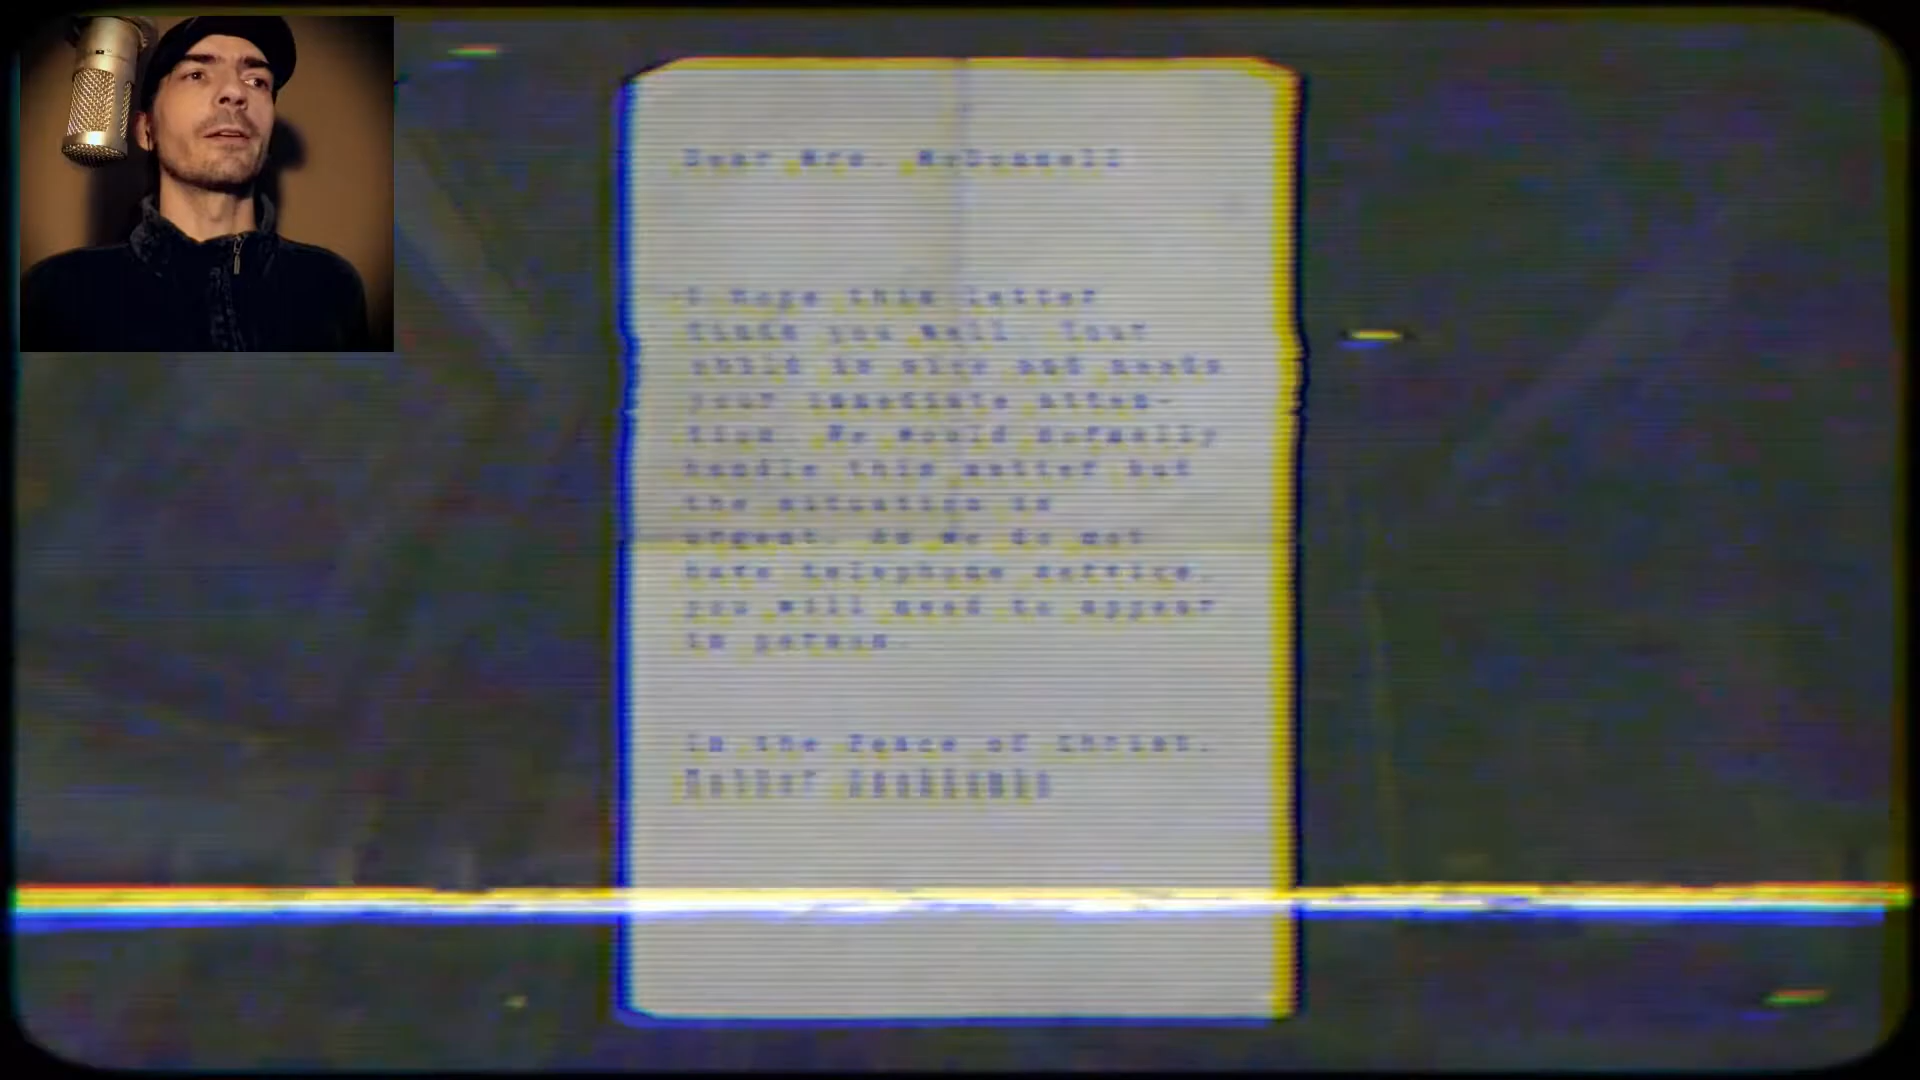 Dear Mrs. McDonnell
I hope this letter
finds you well. Your
child is sick and needs
your immediate atten-
tion. We would normally
handle this matter but
the situation is
urgent. As we do not
have telephone service,
you will need to appear
in person.
In the Peace of Christ,
Mother